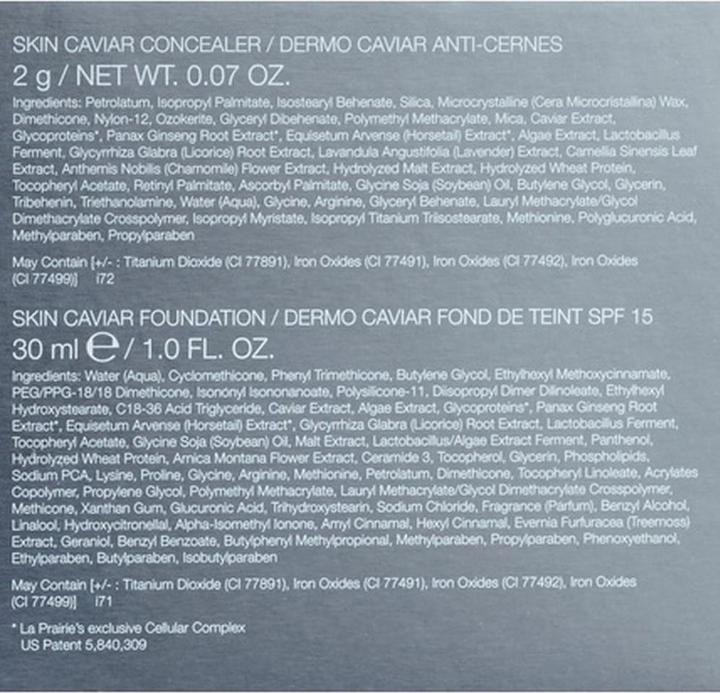 SKIN CAVIAR CONCEALER / DERMO CAVIAR ANTI-CERNES
2 g / NET WT. 0.07 OZ.
Ingredients: Petrolatum, Isopropyl Palmitate, Isostearyl Behenate, Silica, Microcrystalline (Cera Microcristallina) Wax,
Dimethicone, Nylon-12, Ozokerite, Glyceryl Dibehenate, Polymethyl Methacrylate, Mica, Caviar Extract,
Glycoproteins*, Panax Ginseng Root Extract*, Equisetum Arvense (Horsetail) Extract*, Algae Extract, Lactobacillus
Ferment, Glycyrrhiza Glabra (Licorice) Root Extract, Lavandula Angustifolia (Lavender) Extract, Camellia Sinensis Leaf
Extract, Anthemis Nobilis (Chamomile) Flower Extract, Hydrolyzed Malt Extract, Hydrolyzed Wheat Protein,
Tocopheryl Acetate, Retinyl Palmitate, Ascorbyl Palmitate, Glycine Soja (Soybean) Oil, Butylene Glycol, Glycerin,
Tribehenin, Triethanolamine, Water (Aqua), Glycine, Arginine, Glyceryl Behenate, Lauryl Methacrylate/Glycol
Dimethacrylate Crosspolymer, Isopropyl Myristate, Isopropyl Titanium Triisostearate, Methionine, Polyglucuronic Acid,
Methylparaben, Propylparaben
May Contain [+/- : Titanium Dioxide (CI 77891), Iron Oxides (CI 77491), Iron Oxides (CI 77492), Iron Oxides
(CI 77499)] i72
SKIN CAVIAR FOUNDATION / DERMO CAVIAR FOND DE TEINT SPF 15
30 ml e / 1.0 FL. OZ.
Ingredients: Water (Aqua), Cyclomethicone, Phenyl Trimethicone, Butylene Glycol, Ethylhexyl Methoxycinnamate,
PEG/PPG-18/18 Dimethicone, Isononyl Isononanoate, Polysilicone-11, Diisopropyl Dimer Dilinoleate, Ethylhexyl
Hydroxystearate, C18-36 Acid Triglyceride, Caviar Extract, Algae Extract, Glycoproteins*, Panax Ginseng Root
Extract*, Equisetum Arvense (Horsetail) Extract*, Glycyrrhiza Glabra (Licorice) Root Extract, Lactobacillus Ferment,
Tocopheryl Acetate, Glycine Soja (Soybean) Oil, Malt Extract, Lactobacillus/Algae Extract Ferment, Panthenol,
Hydrolyzed Wheat Protein, Arnica Montana Flower Extract, Ceramide 3, Tocopherol, Glycerin, Phospholipids,
Sodium PCA, Lysine, Proline, Glycine, Arginine, Methionine, Petrolatum, Dimethicone, Tocopheryl Linoleate, Acrylates
Copolymer, Propylene Glycol, Polymethyl Methacrylate, Lauryl Methacrylate/Glycol Dimethacrylate Crosspolymer,
Methicone, Xanthan Gum, Glucuronic Acid, Trihydroxystearin, Sodium Chloride, Fragrance (Parfum), Benzyl Alcohol,
Linalool, Hydroxycitronellal, Alpha-Isomethyl Ionone, Amyl Cinnamal, Hexyl Cinnamal, Evernia Furfuracea (Treemoss)
Extract, Geraniol, Benzyl Benzoate, Butylphenyl Methylpropional, Methylparaben, Propylparaben, Phenoxyethanol,
Ethylparaben, Butylparaben, Isobutylparaben
May Contain [+/- : Titanium Dioxide (CI 77891), Iron Oxides (CI 77491), Iron Oxides (CI 77492), Iron Oxides
(CI 77499)] i71
* La Prairie's exclusive Cellular Complex
US Patent 5,840,309